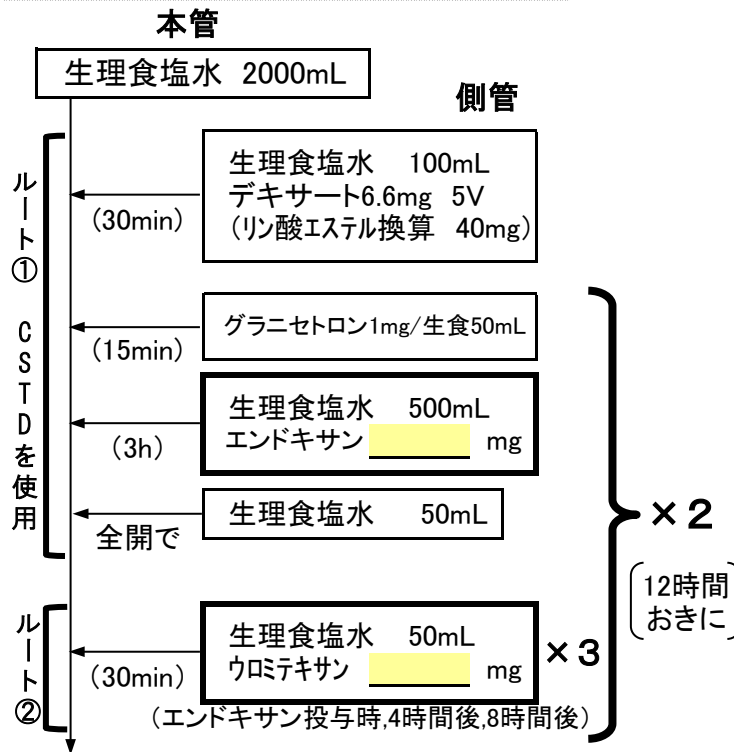 本管
生理食塩水 2000mL
側管
ルート① CSTDを使用
生理食塩水 100mL
デキサート6.6mg 5V
(リン酸エステル換算 40mg)
(30min)
グラニセトロン1mg/生食50mL
(15min)
生理食塩水 500mL
エンドキサン mg
(3h)
生理食塩水 50mL
全開で
×2
12時間
おきに
ルート②
生理食塩水 50mL
ウロミテキサン mg
×3
(30min)
(エンドキサン投与時,4時間後,8時間後)